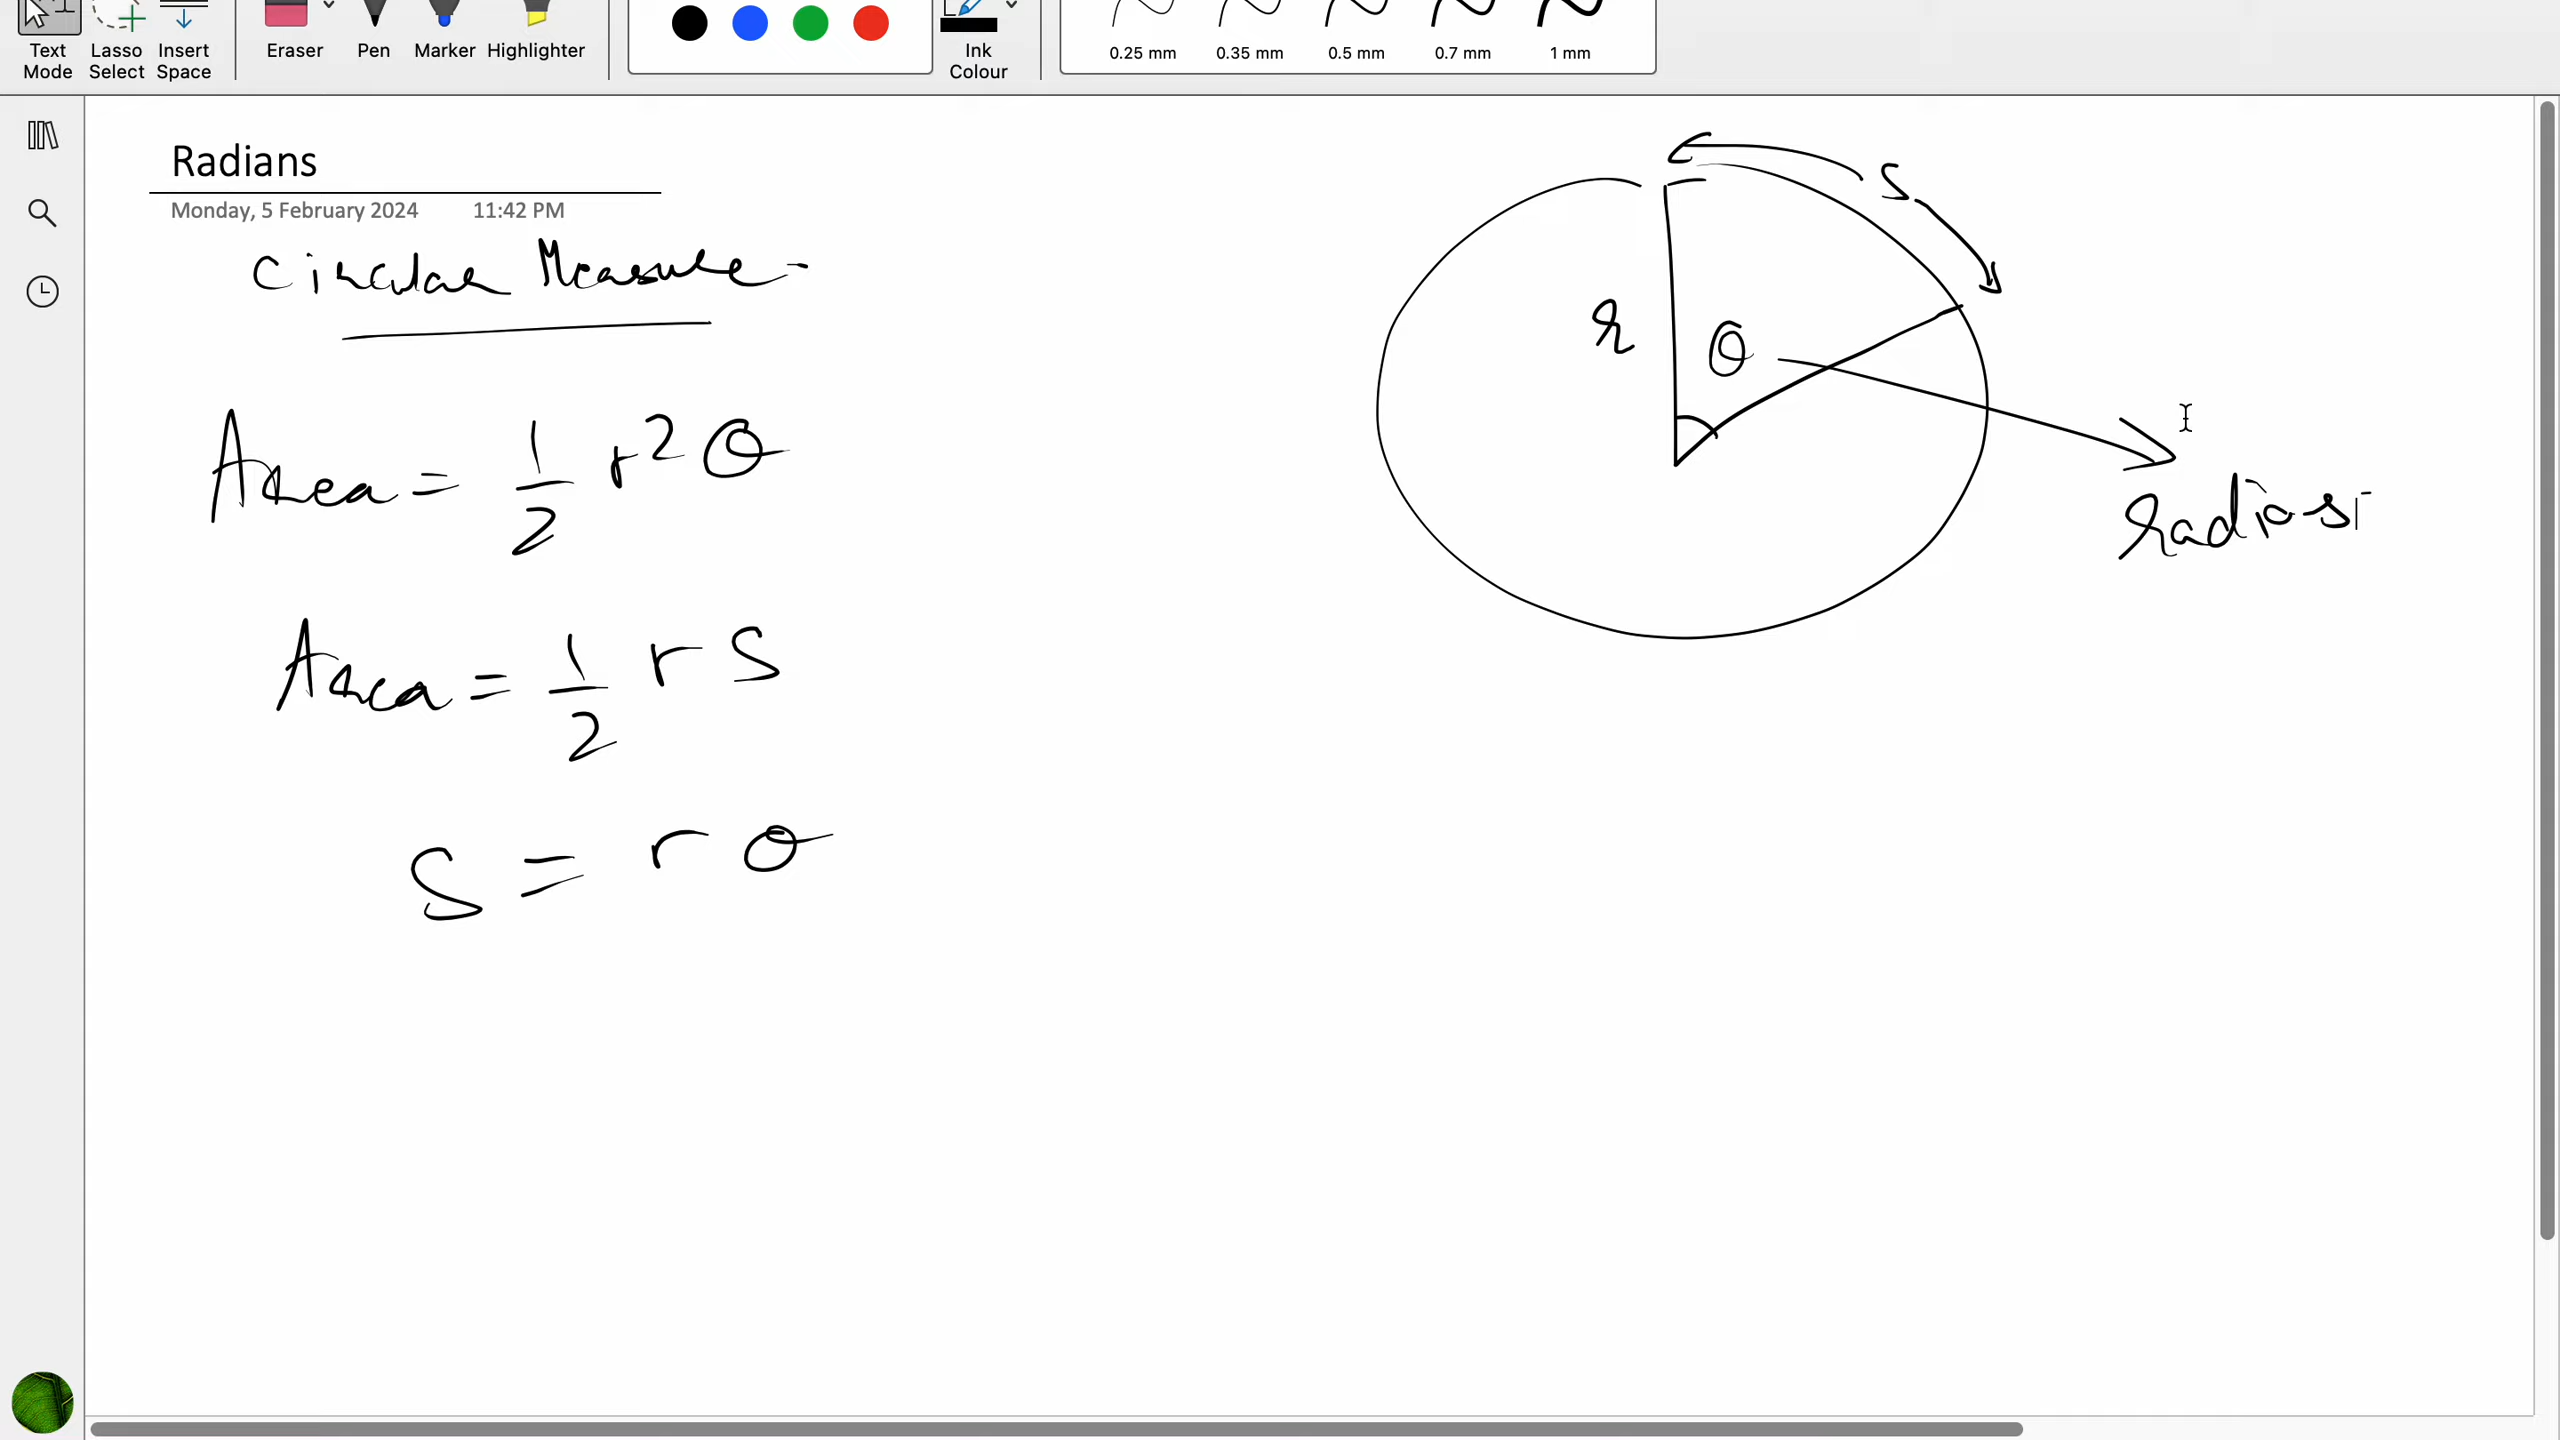 Text Mode
Lasso Select
Insert Space
Eraser
Pen
Marker
Highlighter
Ink Colour
0.25 mm
0.35 mm
0.5 mm
0.7 mm
1 mm
Radians
Monday, 5 February 2024 11:42 PM
Circular Measure -
Area = 1/2 r² θ
Area = 1/2 r S
S = r θ
S
r
θ